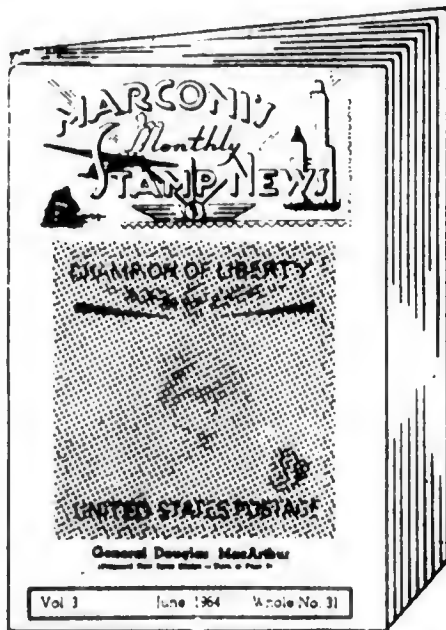 MARCONI'S
Monthly
STAMP NEWS
CHAMPION OF LIBERTY
UNITED STATES POSTAGE
General Douglas MacArthur
Vol. 3 June, 1964 Whole No. 31